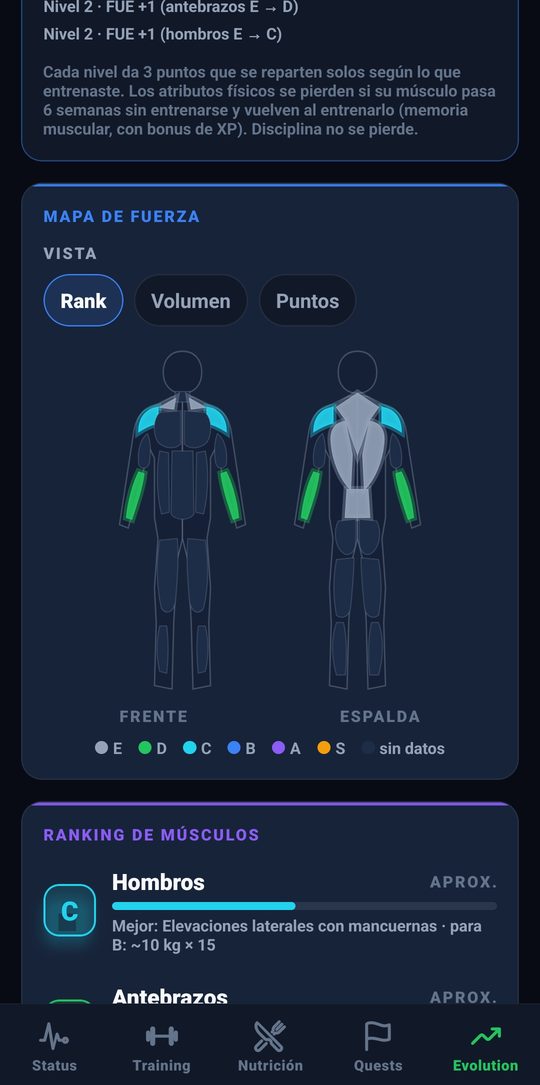 Nivel 2 · FUE +1 (antebrazos E → D)
Nivel 2 · FUE +1 (hombros E → C)
Cada nivel da 3 puntos que se reparten solos según lo que
entrenaste. Los atributos físicos se pierden si su músculo pasa
6 semanas sin entrenarse y vuelven al entrenarlo (memoria
muscular, con bonus de XP). Disciplina no se pierde.
MAPA DE FUERZA
VISTA
Rank Volumen Puntos
FRENTE ESPALDA
E D C B A S sin datos
RANKING DE MÚSCULOS
C
Hombros APROX.
Mejor: Elevaciones laterales con mancuernas · para
B: ~10 kg × 15
Antebrazos APROX.
Status Training Nutrición Quests Evolution